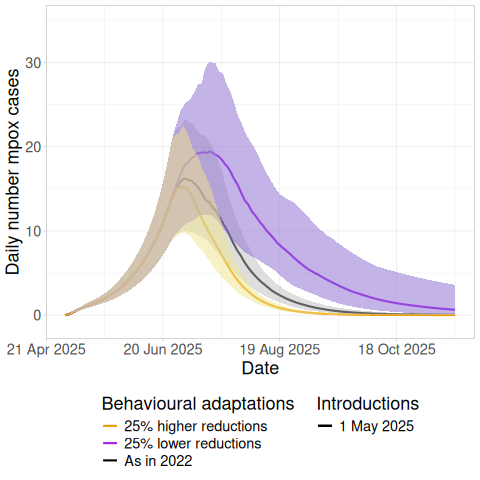 Daily number mpox cases
30
20
10
0
21 Apr 2025 20 Jun 2025 19 Aug 2025 18 Oct 2025
Date
Behavioural adaptations
25% higher reductions
25% lower reductions
As in 2022
Introductions
1 May 2025